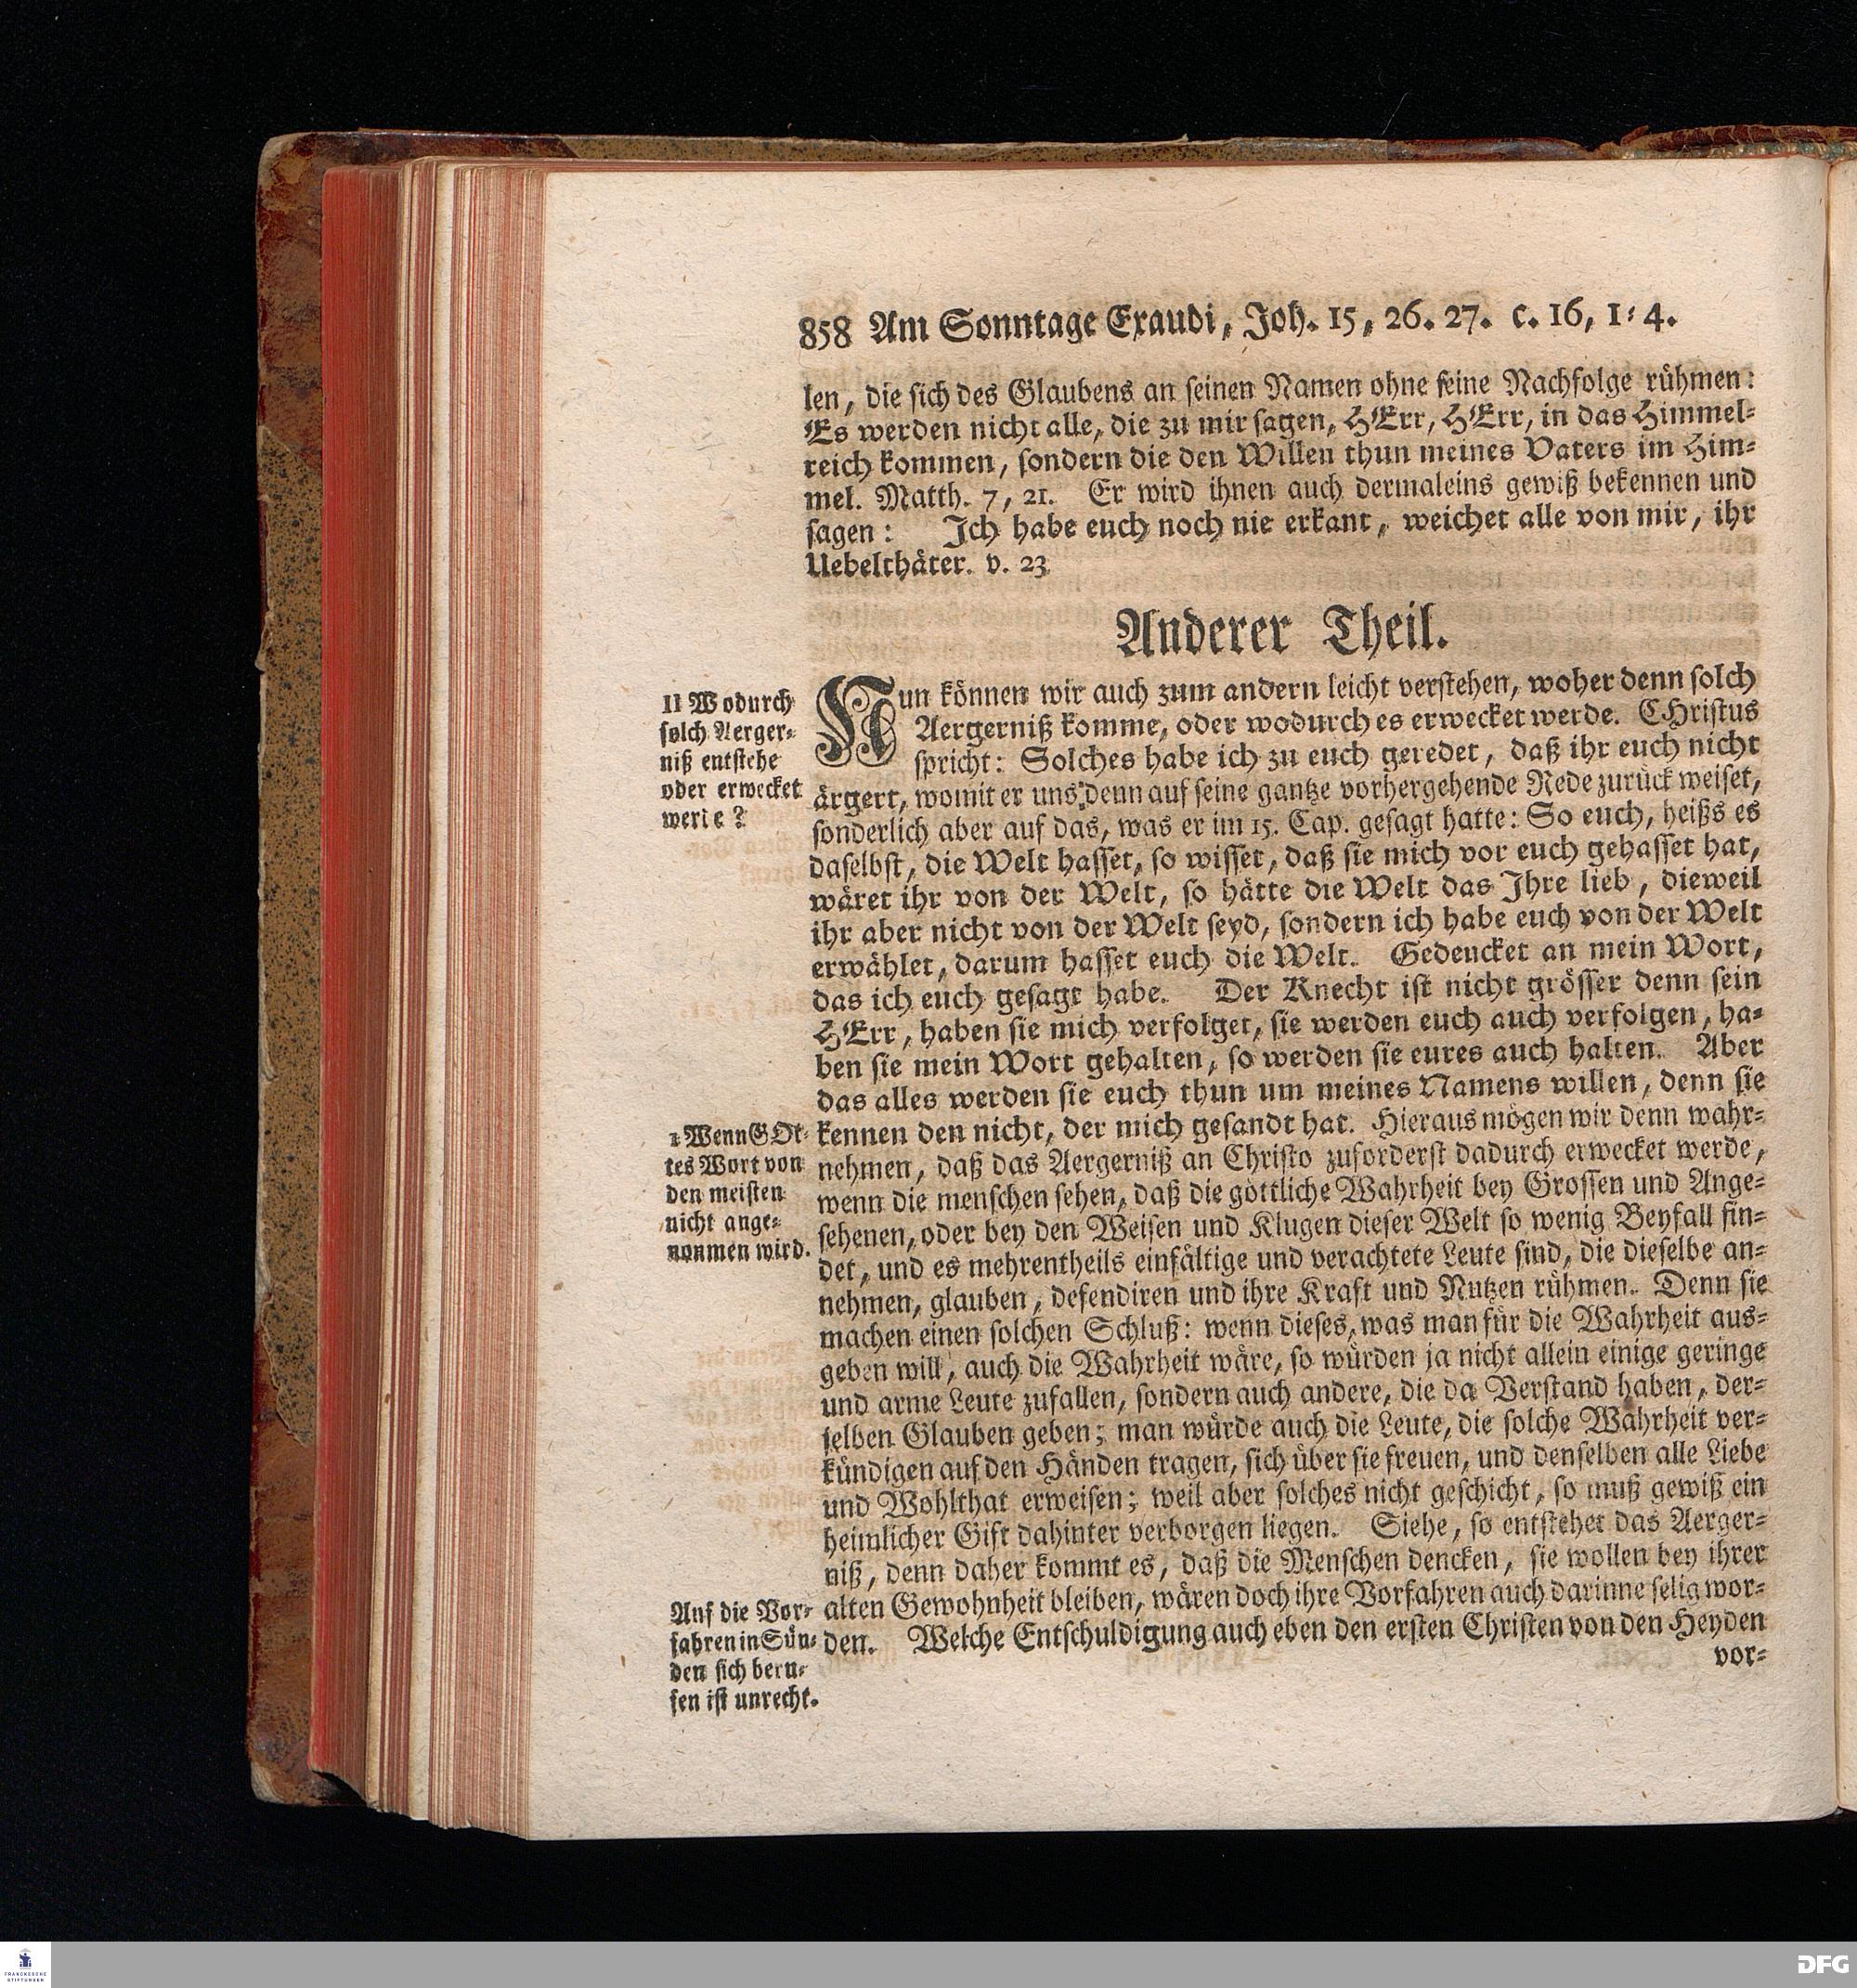 858 Am Sonntage Exaudi, Joh. 15, 26. 27. c. 16, 1-4.
len, die sich des Glaubens an seinen Namen ohne seine Nachfolge rühmen:
Es werden nicht alle, die zu mir sagen, HErr, HErr, in das Himmel-
reich kommen, sondern die den Willen thun meines Vaters im Him-
mel. Matth. 7, 21. Er wird ihnen auch dermaleins gewiß bekennen und
sagen: Ich habe euch noch nie erkant, weichet alle von mir, ihr
Uebelthäter. v. 23
Anderer Theil.
II Wodurch
solch Aerger-
niß entstehe
oder erwecket
werde?
Nun können wir auch zum andern leicht verstehen, woher denn solch
Aergerniß komme, oder wodurch es erwecket werde. CHristus
spricht: Solches habe ich zu euch geredet, daß ihr euch nicht
ärgert, womit er uns denn auf seine gantze vorhergehende Rede zurück weiset,
sonderlich aber auf das, was er im 15. Cap. gesagt hatte: So euch, heißs es
daselbst, die Welt hasset, so wisset, daß sie mich vor euch gehasset hat,
wäret ihr von der Welt, so hätte die Welt das Ihre lieb, dieweil
ihr aber nicht von der Welt seyd, sondern ich habe euch von der Welt
erwählet, darum hasset euch die Welt. Gedencket an mein Wort,
das ich euch gesagt habe. Der Knecht ist nicht grösser denn sein
HErr, haben sie mich verfolget, sie werden euch auch verfolgen, ha-
ben sie mein Wort gehalten, so werden sie eures auch halten. Aber
das alles werden sie euch thun um meines Namens willen, denn sie
1 Wenn GOt-
tes Wort von
den meisten
nicht ange-
nonmen wird.
kennen den nicht, der mich gesandt hat. Hieraus mögen wir denn wahr-
nehmen, daß das Aergerniß an Christo zuforderst dadurch erwecket werde,
wenn die menschen sehen, daß die göttliche Wahrheit bey Grossen und Ange-
sehenen, oder bey den Weisen und Klugen dieser Welt so wenig Beyfall fin-
det, und es mehrentheils einfältige und verachtete Leute sind, die dieselbe an-
nehmen, glauben, defendiren und ihre Kraft und Nutzen rühmen. Denn sie
machen einen solchen Schluß: wenn dieses, was man für die Wahrheit aus-
geben will, auch die Wahrheit wäre, so würden ja nicht allein einige geringe
und arme Leute zufallen, sondern auch andere, die da Verstand haben, der-
selben Glauben geben; man würde auch die Leute, die solche Wahrheit ver-
kündigen auf den Händen tragen, sich über sie freuen, und denselben alle Liebe
und Wohlthat erweisen; weil aber solches nicht geschicht, so muß gewiß ein
heimlicher Gift dahinter verborgen liegen. Siehe, so entstehet das Aerger-
niß, denn daher kommt es, daß die Menschen dencken, sie wollen bey ihrer
Auf die Vor-
fahren in Sün-
den sich beru-
fen ist unrecht.
alten Gewohnheit bleiben, wären doch ihre Vorfahren auch darinne selig wor-
den. Welche Entschuldigung auch eben den ersten Christen von den Heyden
vor-
FRANCKESCHE
STIFTUNGEN
DFG